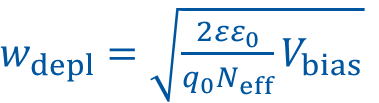 w_depl = √(2εε₀ / (q₀N_eff) V_bias)